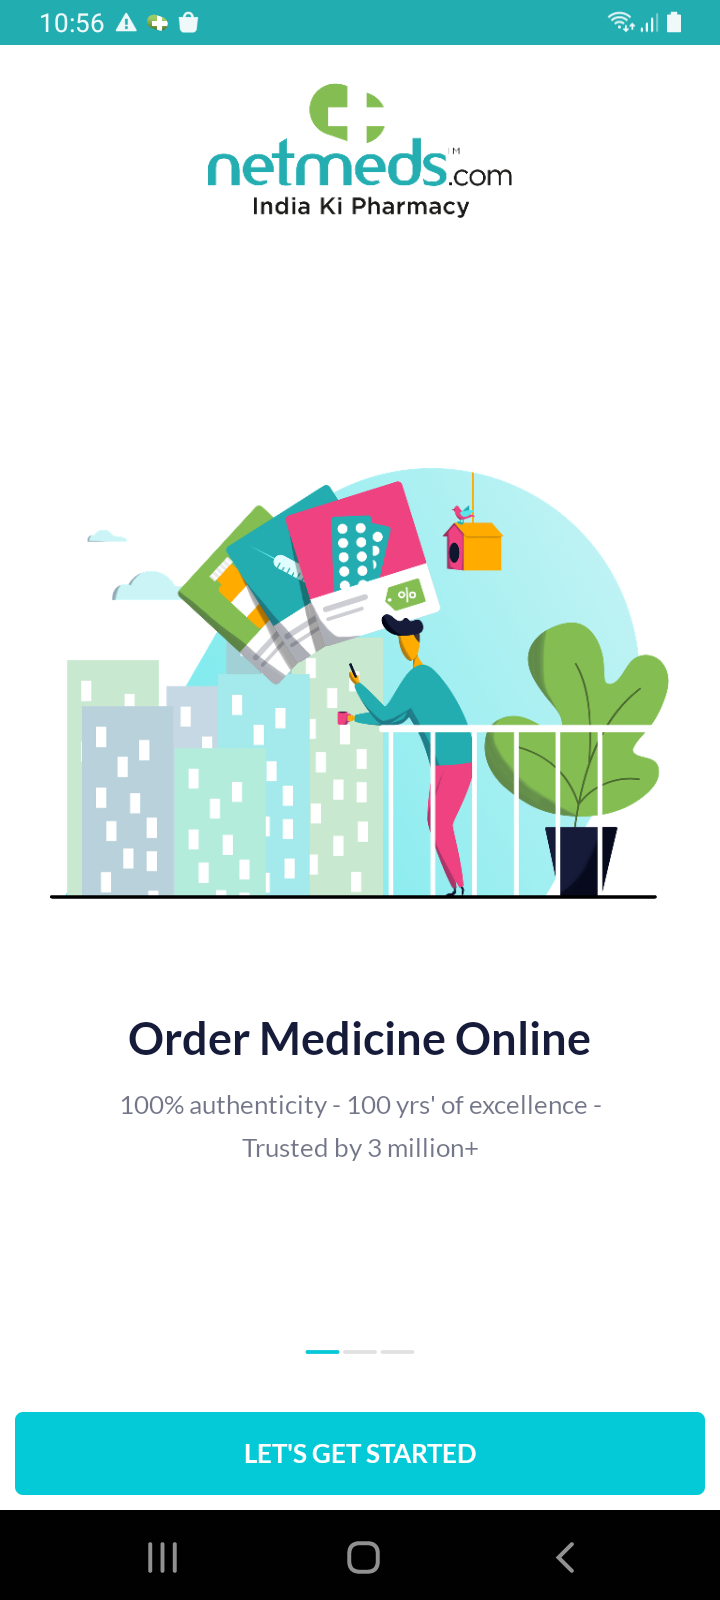 10:56
netmeds.com™
India Ki Pharmacy
%
Order Medicine Online
100% authenticity - 100 yrs' of excellence -
Trusted by 3 million+
LET'S GET STARTED